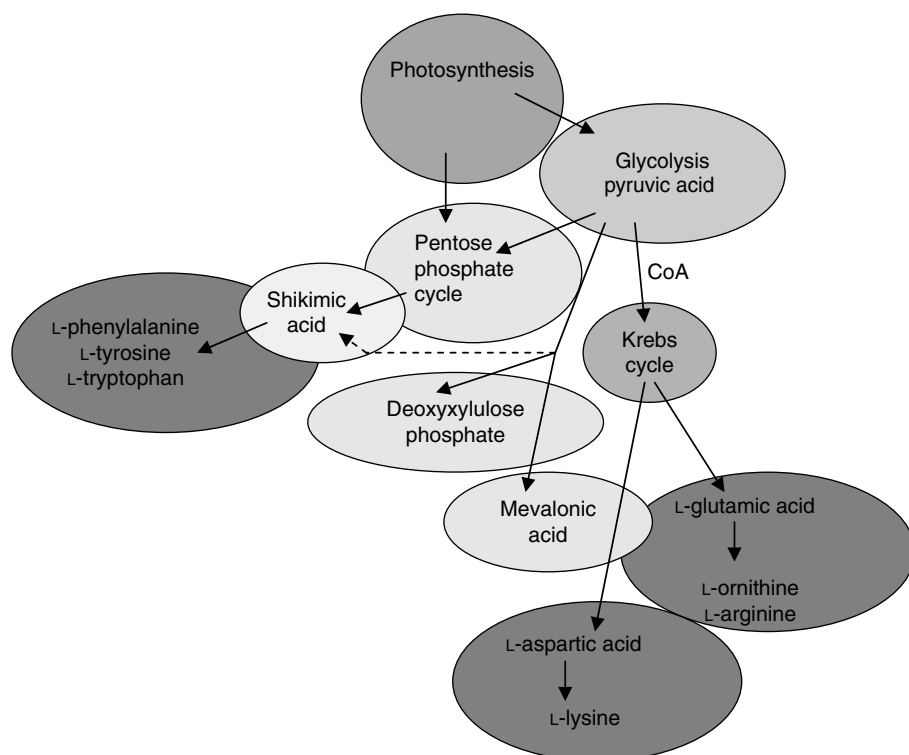 Photosynthesis
Glycolysis
pyruvic acid
Pentose
phosphate
cycle
CoA
Shikimic
acid
L-phenylalanine
L-tyrosine
L-tryptophan
Krebs
cycle
Deoxyxylulose
phosphate
Mevalonic
acid
L-glutamic acid
L-ornithine
L-arginine
L-aspartic acid
L-lysine